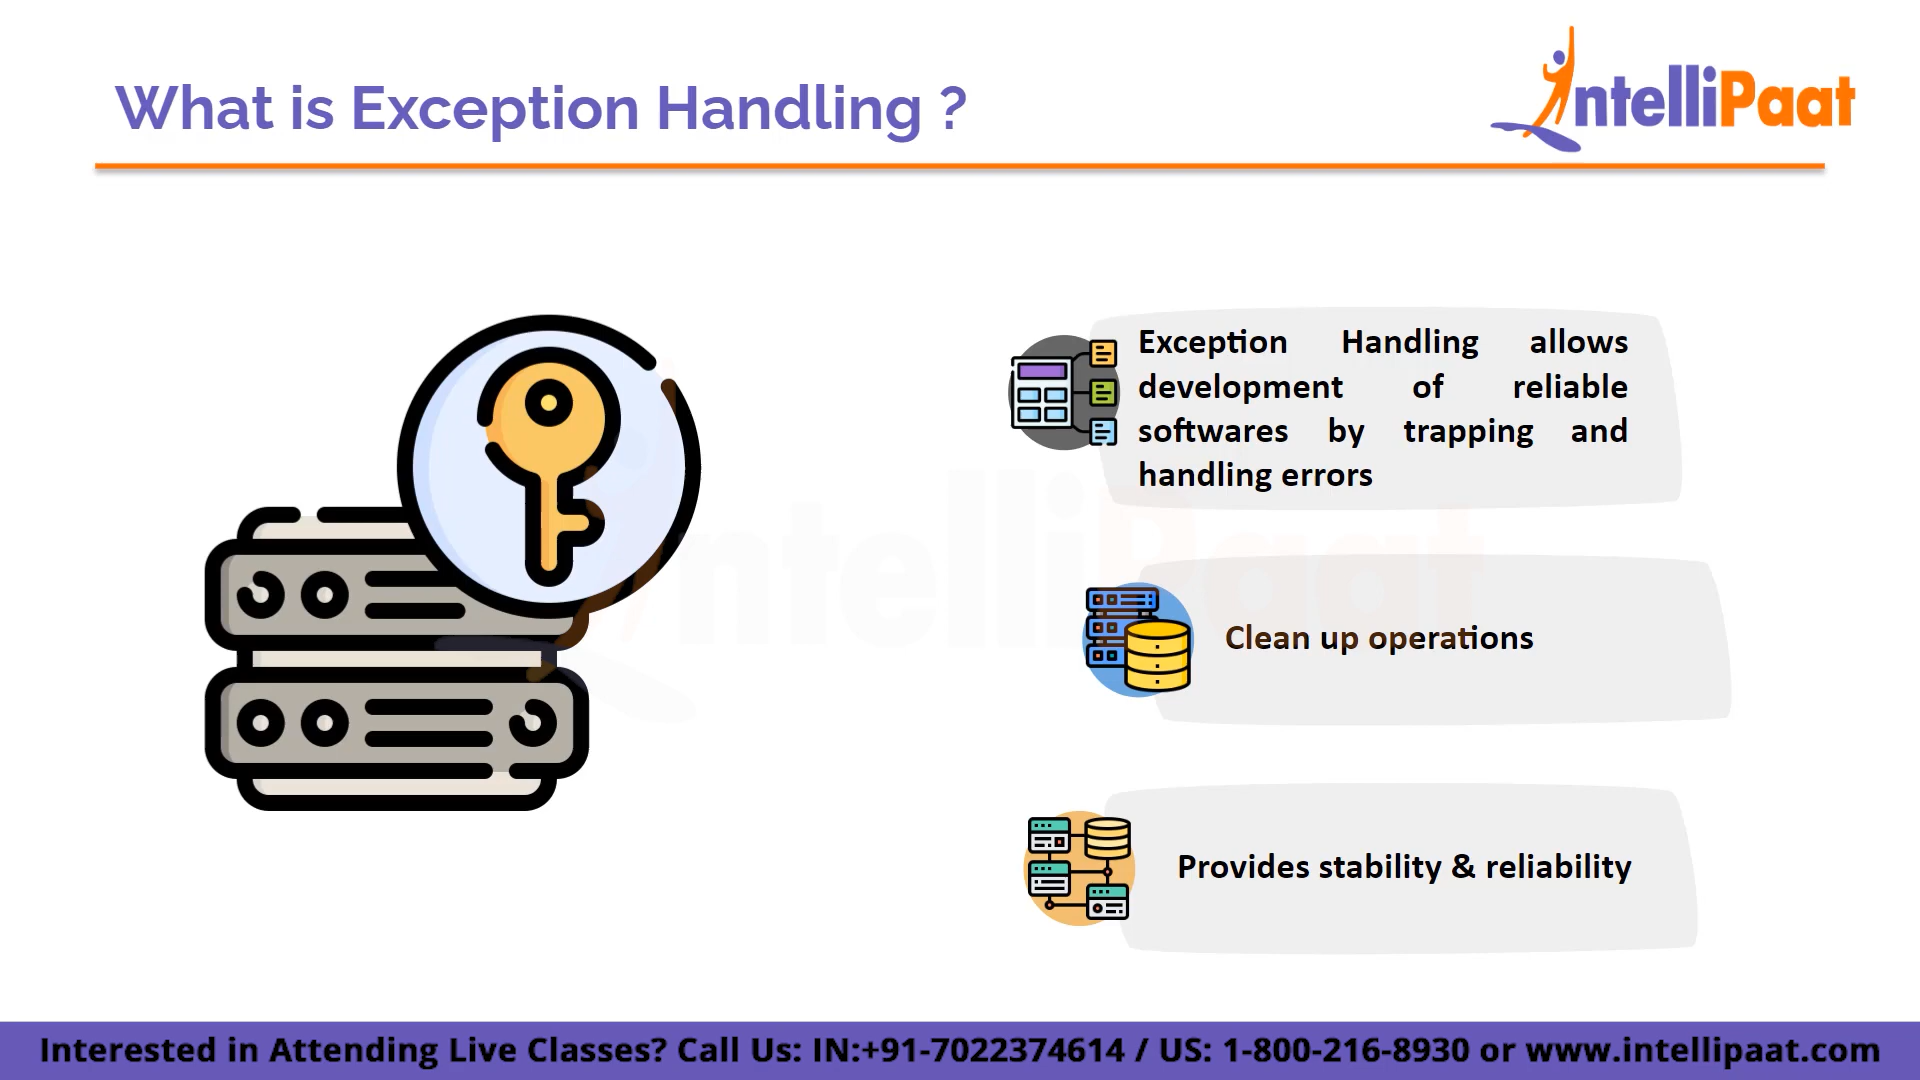 What is Exception Handling ?
IntelliPaat
Exception Handling allows
development of reliable
softwares by trapping and
handling errors
IntelliPaat
Clean up operations
Provides stability & reliability
Interested in Attending Live Classes? Call Us: IN:+91-7022374614 / US: 1-800-216-8930 or www.intellipaat.com